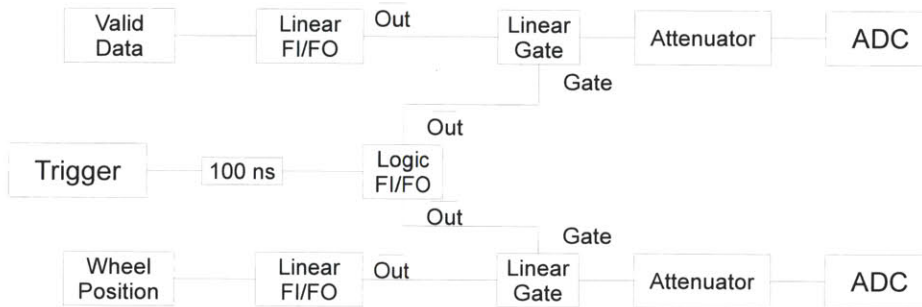 Valid
Data
Linear
FI/FO
Out
Linear
Gate
Attenuator
ADC
Gate
Out
Trigger
100 ns
Logic
FI/FO
Out
Gate
Wheel
Position
Linear
FI/FO
Out
Linear
Gate
Attenuator
ADC